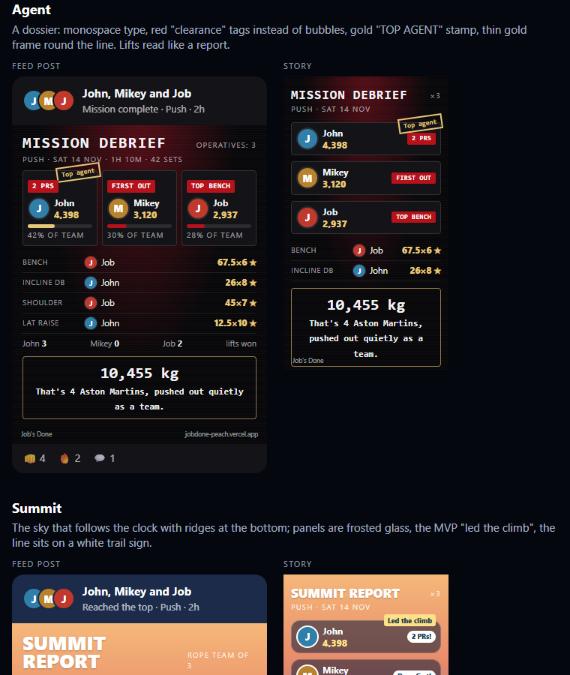 Agent
A dossier: monospace type, red "clearance" tags instead of bubbles, gold "TOP AGENT" stamp, thin gold
frame round the line. Lifts read like a report.
FEED POST
STORY
J M J
John, Mikey and Job
Mission complete · Push · 2h
MISSION DEBRIEF
OPERATIVES: 3
PUSH · SAT 14 NOV · 1H 10M · 42 SETS
Top agent
2 PRS
J
John
4,398
42% OF TEAM
FIRST OUT
M
Mikey
3,120
30% OF TEAM
TOP BENCH
J
Job
2,937
28% OF TEAM
BENCH J Job 67.5×6 ★
INCLINE DB J John 26×8 ★
SHOULDER J Job 45×7 ★
LAT RAISE J John 12.5×10 ★
John 3 Mikey 0 Job 2 lifts won
10,455 kg
That's 4 Aston Martins, pushed out quietly
as a team.
Job's Done
jobdone-peach.vercel.app
4 2 1
MISSION DEBRIEF
×3
PUSH · SAT 14 NOV
Top agent
J
John
4,398
2 PRS
M
Mikey
3,120
FIRST OUT
J
Job
2,937
TOP BENCH
BENCH J Job 67.5×6 ★
INCLINE DB J John 26×8 ★
10,455 kg
That's 4 Aston Martins,
pushed out quietly as a
team.
Job's Done
Summit
The sky that follows the clock with ridges at the bottom; panels are frosted glass, the MVP "led the climb", the
line sits on a white trail sign.
FEED POST
STORY
J M J
John, Mikey and Job
Reached the top · Push · 2h
SUMMIT
REPORT
ROPE TEAM OF
3
SUMMIT REPORT
×3
PUSH · SAT 14 NOV
Led the climb
J
John
4,398
2 PRs!
Mikey